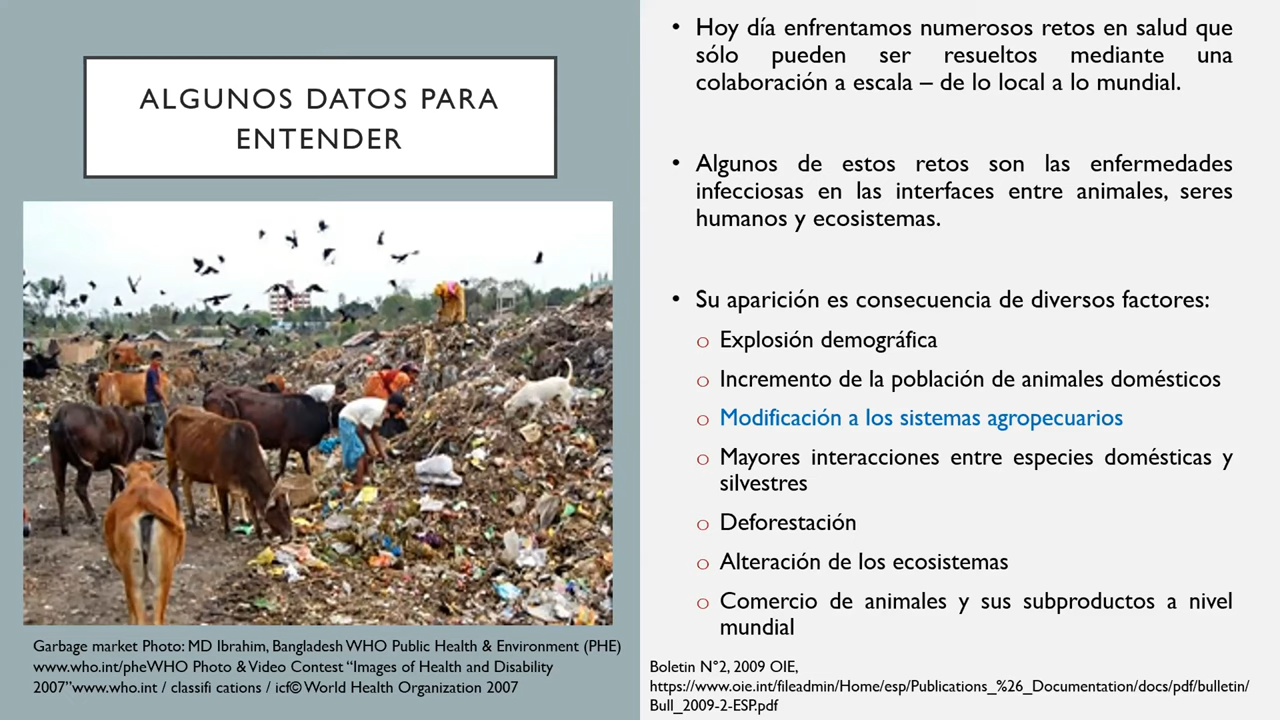 ALGUNOS DATOS PARA
ENTENDER
Garbage market Photo: MD Ibrahim, Bangladesh WHO Public Health & Environment (PHE)
www.who.int/pheWHO Photo & Video Contest “Images of Health and Disability
2007”www.who.int / classifi cations / icf© World Health Organization 2007
• Hoy día enfrentamos numerosos retos en salud que
sólo pueden ser resueltos mediante una
colaboración a escala – de lo local a lo mundial.
• Algunos de estos retos son las enfermedades
infecciosas en las interfaces entre animales, seres
humanos y ecosistemas.
• Su aparición es consecuencia de diversos factores:
o Explosión demográfica
o Incremento de la población de animales domésticos
o Modificación a los sistemas agropecuarios
o Mayores interacciones entre especies domésticas y
silvestres
o Deforestación
o Alteración de los ecosistemas
o Comercio de animales y sus subproductos a nivel
mundial
Boletin N°2, 2009 OIE,
https://www.oie.int/fileadmin/Home/esp/Publications_%26_Documentation/docs/pdf/bulletin/
Bull_2009-2-ESP.pdf